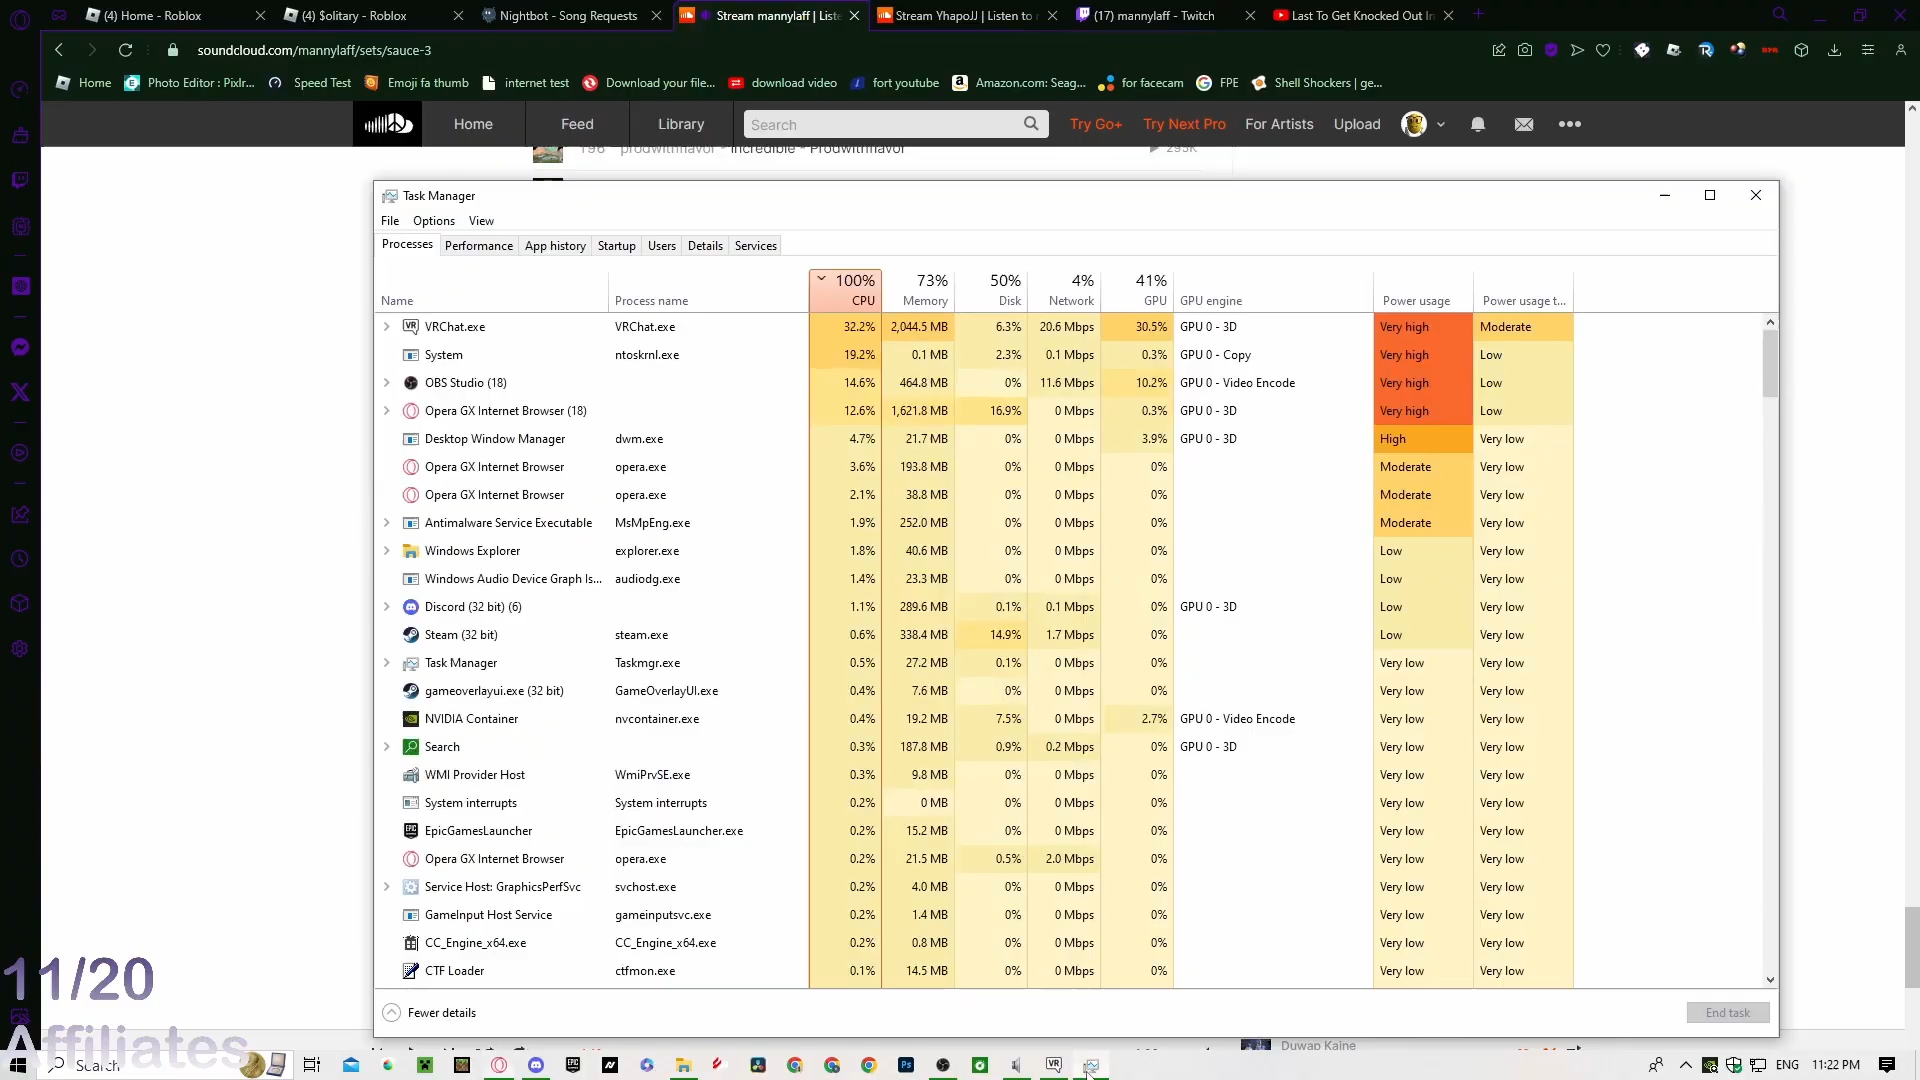 (4) Home - Roblox
(4) $olitary - Roblox
Nightbot - Song Requests
Stream mannylaff | Liste
Stream YhapoJJ | Listen to
(17) mannylaff - Twitch
Last To Get Knocked Out In
soundcloud.com/mannylaff/sets/sauce-3
Home
Photo Editor : Pixlr...
Speed Test
Emoji fa thumb
internet test
Download your file...
download video
fort youtube
Amazon.com: Seag...
for facecam
FPE
Shell Shockers | ge...
Home
Feed
Library
Search
Try Go+
Try Next Pro
For Artists
Upload
196 prodwithflavor - Incredible - Prodwithflavor 295K
Task Manager
File Options View
Processes Performance App history Startup Users Details Services
100% 73% 50% 4% 41%
Name Process name CPU Memory Disk Network GPU GPU engine Power usage Power usage t...
VRChat.exe VRChat.exe 32.2% 2,044.5 MB 6.3% 20.6 Mbps 30.5% GPU 0 - 3D Very high Moderate
System ntoskrnl.exe 19.2% 0.1 MB 2.3% 0.1 Mbps 0.3% GPU 0 - Copy Very high Low
OBS Studio (18) 14.6% 464.8 MB 0% 11.6 Mbps 10.2% GPU 0 - Video Encode Very high Low
Opera GX Internet Browser (18) 12.6% 1,621.8 MB 16.9% 0 Mbps 0.3% GPU 0 - 3D Very high Low
Desktop Window Manager dwm.exe 4.7% 21.7 MB 0% 0 Mbps 3.9% GPU 0 - 3D High Very low
Opera GX Internet Browser opera.exe 3.6% 193.8 MB 0% 0 Mbps 0% Moderate Very low
Opera GX Internet Browser opera.exe 2.1% 38.8 MB 0% 0 Mbps 0% Moderate Very low
Antimalware Service Executable MsMpEng.exe 1.9% 252.0 MB 0% 0 Mbps 0% Moderate Very low
Windows Explorer explorer.exe 1.8% 40.6 MB 0% 0 Mbps 0% Low Very low
Windows Audio Device Graph Is... audiodg.exe 1.4% 23.3 MB 0% 0 Mbps 0% Low Very low
Discord (32 bit) (6) 1.1% 289.6 MB 0.1% 0.1 Mbps 0% GPU 0 - 3D Low Very low
Steam (32 bit) steam.exe 0.6% 338.4 MB 14.9% 1.7 Mbps 0% Low Very low
Task Manager Taskmgr.exe 0.5% 27.2 MB 0.1% 0 Mbps 0% Very low Very low
gameoverlayui.exe (32 bit) GameOverlayUI.exe 0.4% 7.6 MB 0% 0 Mbps 0% Very low Very low
NVIDIA Container nvcontainer.exe 0.4% 19.2 MB 7.5% 0 Mbps 2.7% GPU 0 - Video Encode Very low Very low
Search 0.3% 187.8 MB 0.9% 0.2 Mbps 0% GPU 0 - 3D Very low Very low
WMI Provider Host WmiPrvSE.exe 0.3% 9.8 MB 0% 0 Mbps 0% Very low Very low
System interrupts System interrupts 0.2% 0 MB 0% 0 Mbps 0% Very low Very low
EpicGamesLauncher EpicGamesLauncher.exe 0.2% 15.2 MB 0% 0 Mbps 0% Very low Very low
Opera GX Internet Browser opera.exe 0.2% 21.5 MB 0.5% 2.0 Mbps 0% Very low Very low
Service Host: GraphicsPerfSvc svchost.exe 0.2% 4.0 MB 0% 0 Mbps 0% Very low Very low
GameInput Host Service gameinputsvc.exe 0.2% 1.4 MB 0% 0 Mbps 0% Very low Very low
CC_Engine_x64.exe CC_Engine_x64.exe 0.2% 0.8 MB 0% 0 Mbps 0% Very low Very low
CTF Loader ctfmon.exe 0.1% 14.5 MB 0% 0 Mbps 0% Very low Very low
Fewer details
End task
11/20
Affiliates
Duwap Kaine
Search
ENG
11:22 PM